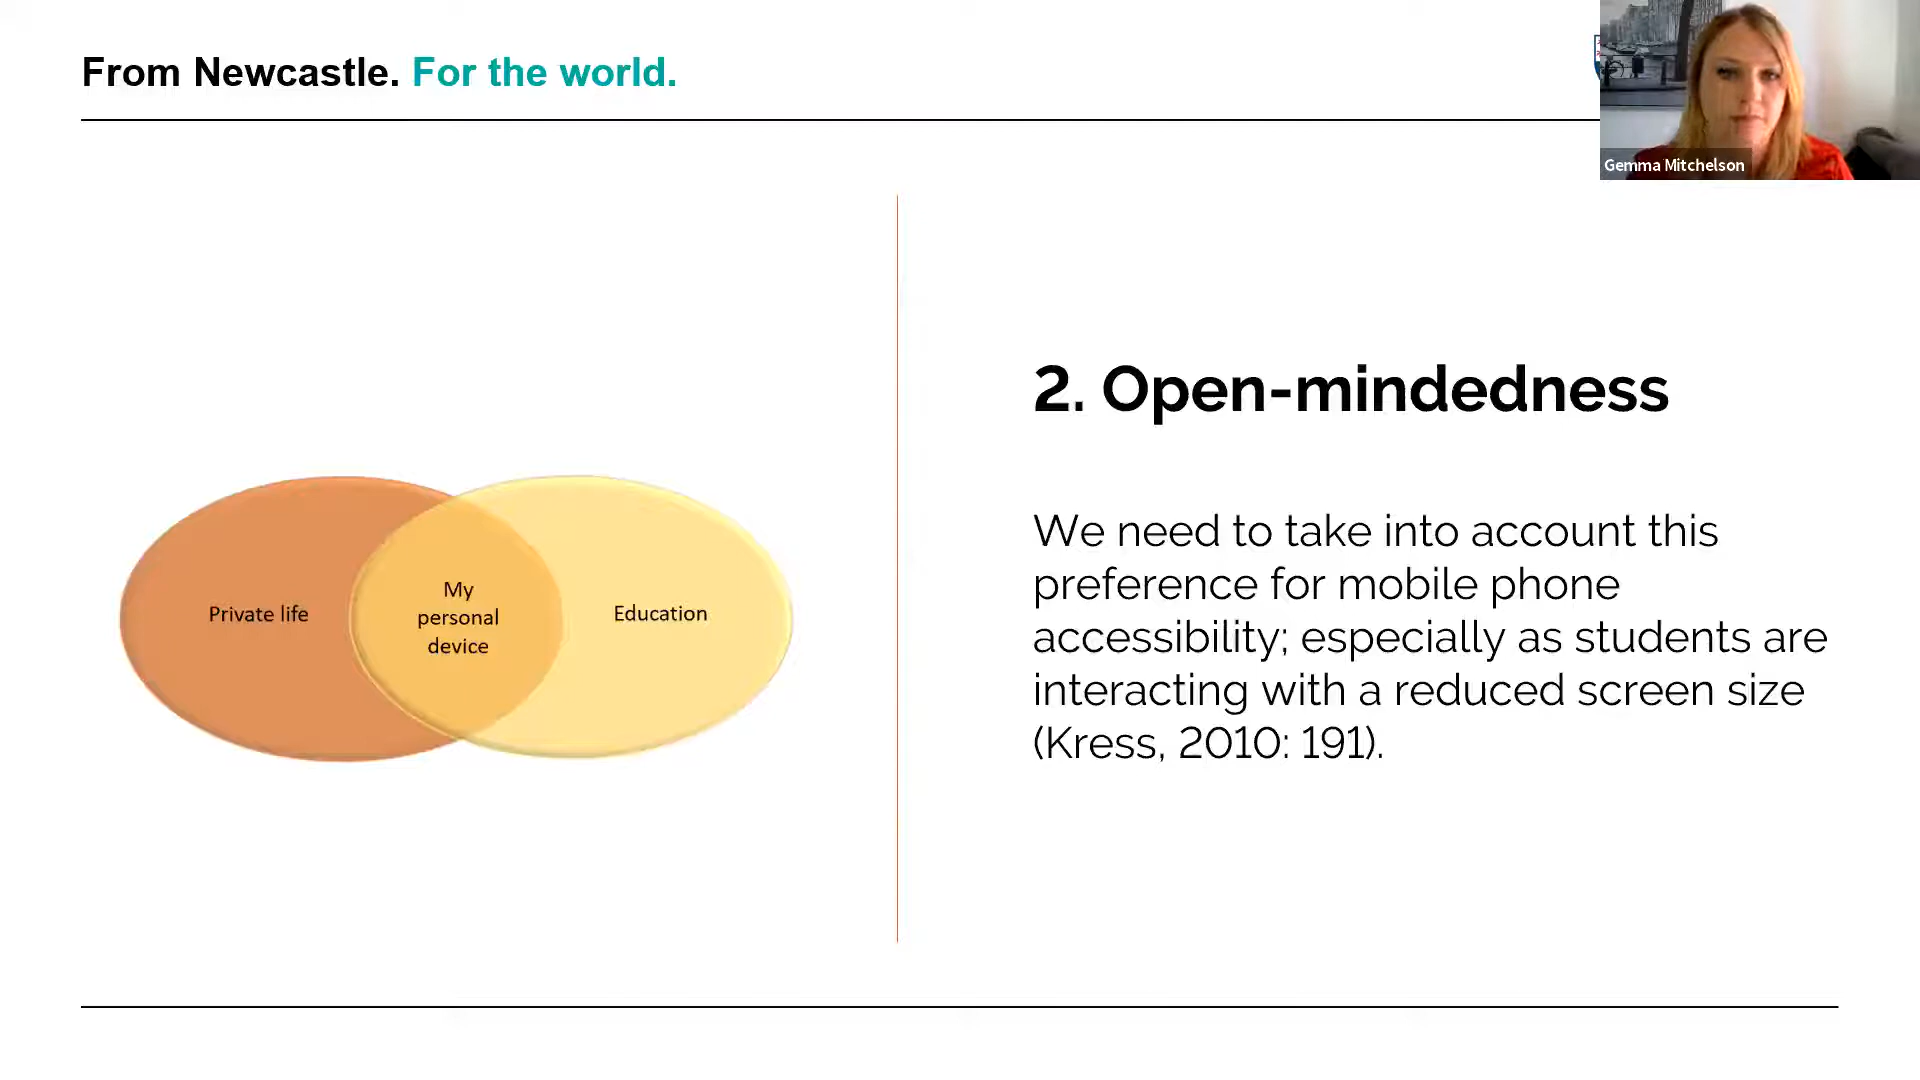 From Newcastle. For the world.
Gemma Mitchelson
Private life
My
personal
device
Education
2. Open-mindedness
We need to take into account this
preference for mobile phone
accessibility; especially as students are
interacting with a reduced screen size
(Kress, 2010: 191).